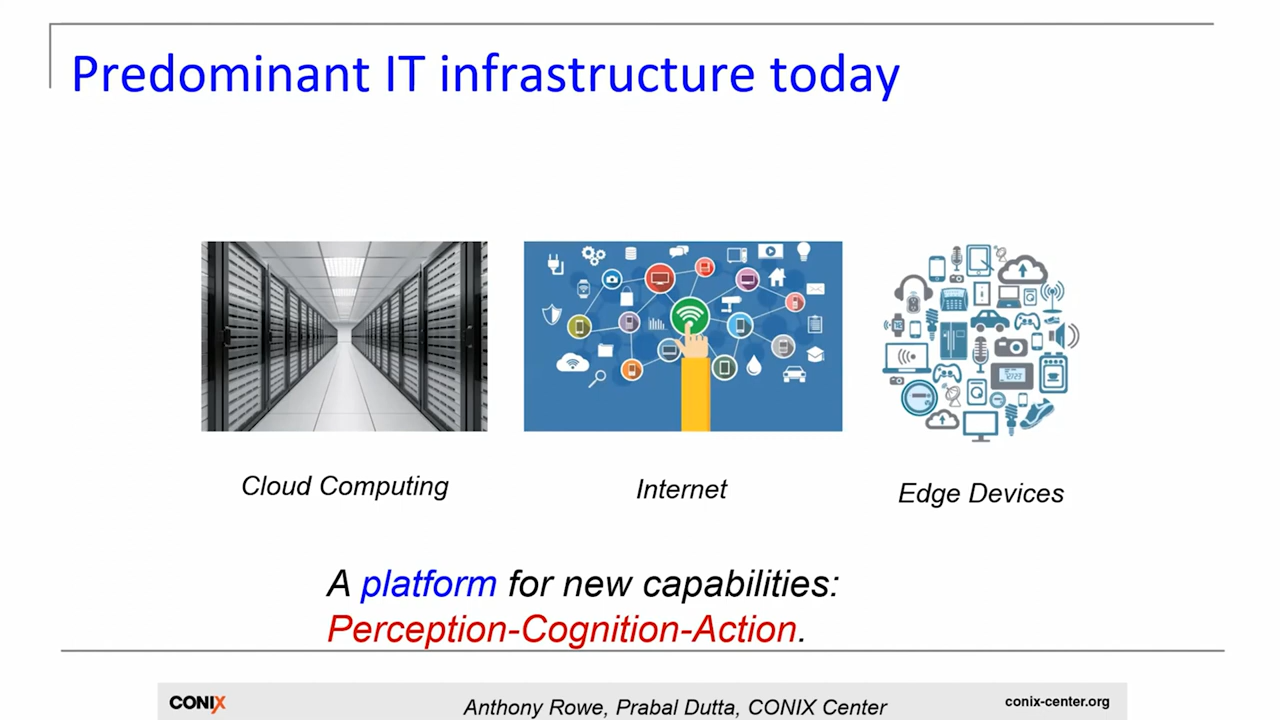 Predominant IT infrastructure today
Cloud Computing
Internet
Edge Devices
A platform for new capabilities:
Perception-Cognition-Action.
CONIX
Anthony Rowe, Prabal Dutta, CONIX Center
conix-center.org